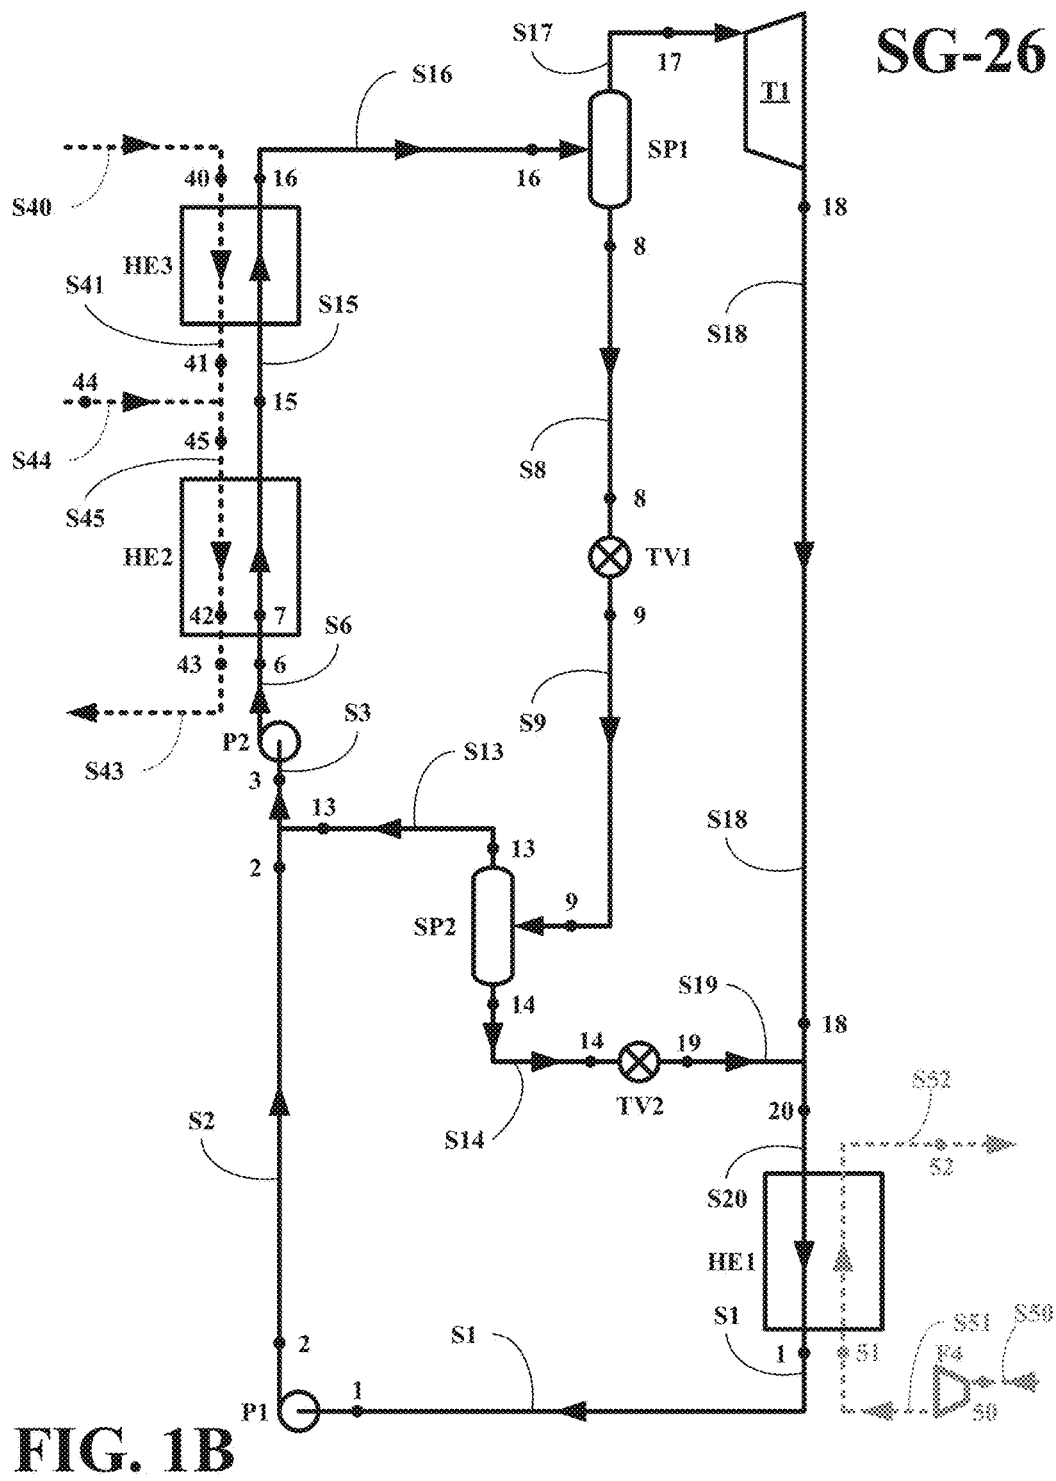 S17
SG-26
17
S16
T1
SP1
40
16
16
S40
18
8
HE3
S41
S15
S18
41
44
15
45
S44
S8
8
S45
HE2
TV1
42
7
9
S6
43
6
S3
S9
P2
S13
S43
3
13
S18
13
2
9
SP2
S19
14
18
14
19
S52
TV2
20
S2
S14
52
S20
HE1
S1
S50
S1
S51
2
1
51
F4
1
50
P1
FIG. 1B